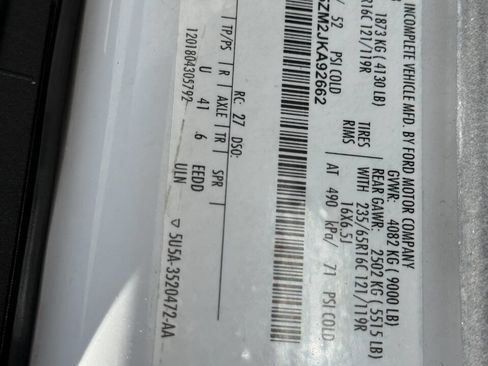 INCOMPLETE VEHICLE MFD. BY FORD MOTOR COMPANY
GVWR: 4082 KG ( 9000 LB)
1873 KG ( 4130 LB)
REAR GAWR: 2502 KG ( 5515 LB)
R16C 121/119R
TIRES
WITH 235/65R16C 121/119R
RIMS
16X6.5J
/ 52 PSI COLD
AT 490 kPa/ 71 PSI COLD
ZM2JKA92662
RC: 27 DSO:
TP/PS R AXLE TR SPR
U 41 6 EEDD
ULN
1201804305792
5U5A-3520472-AA